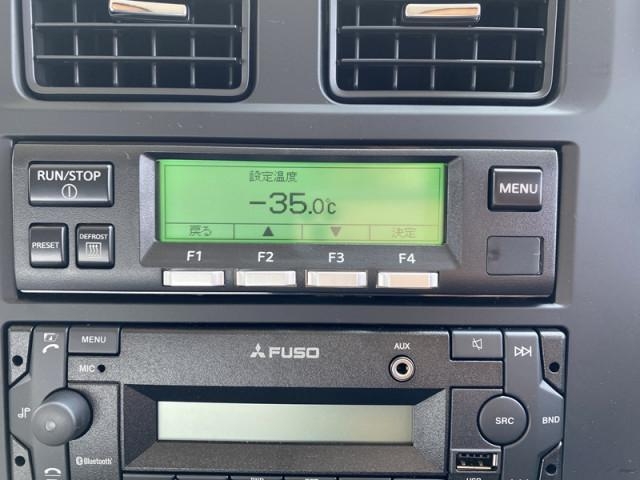 RUN/STOP
設定温度
-35.0℃
MENU
PRESET
DEFROST
戻る ▲ ▼ 決定
F1 F2 F3 F4
MENU
FUSO
AUX
MIC
SRC
BND
Bluetooth
USB